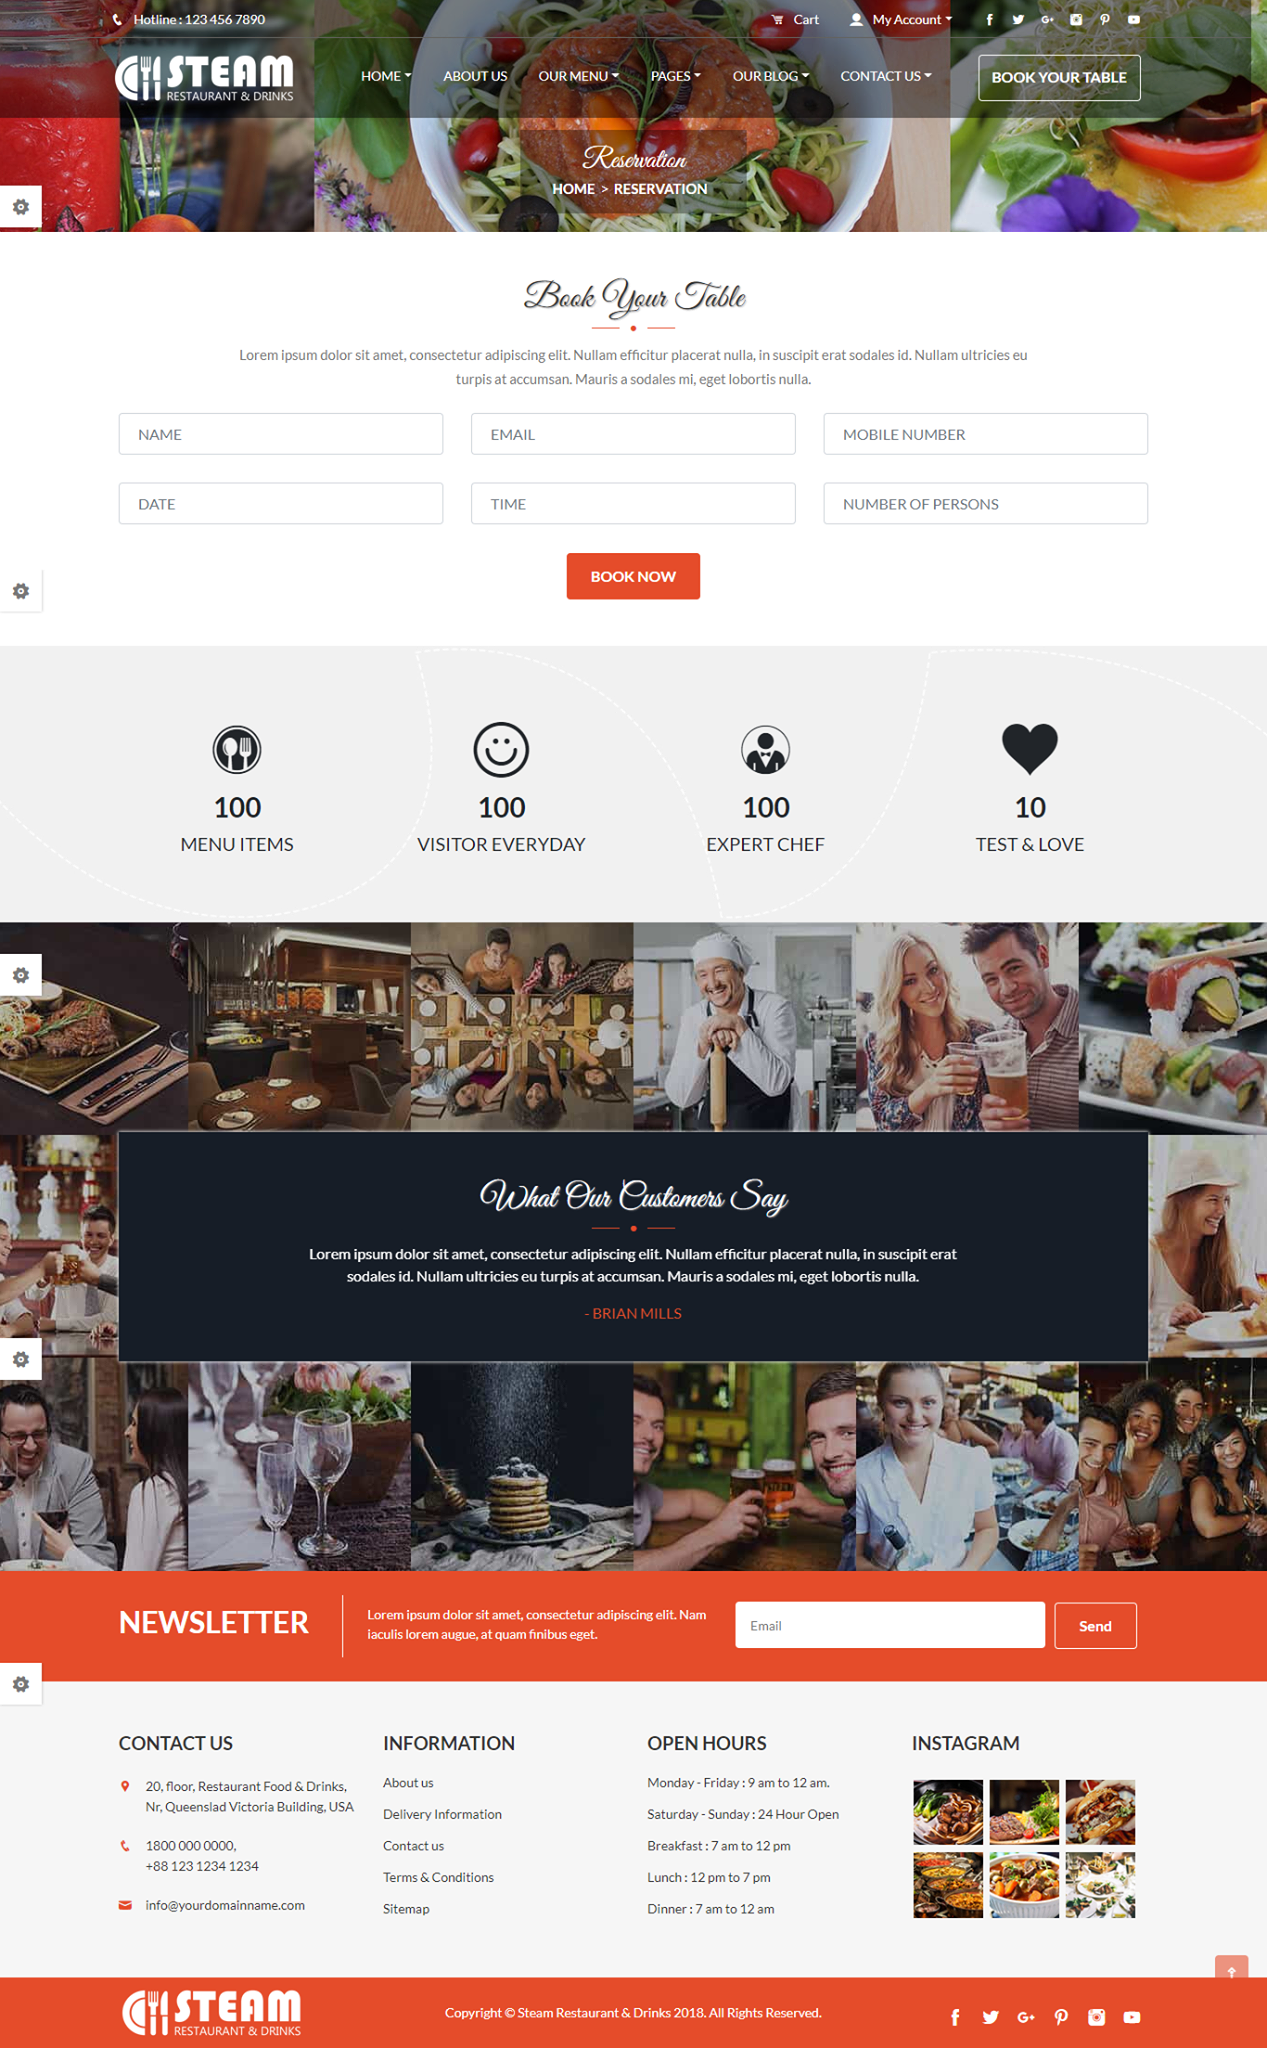 Hotline : 123 456 7890
Cart
My Account
STEAM
RESTAURANT & DRINKS
HOME
ABOUT US
OUR MENU
PAGES
OUR BLOG
CONTACT US
BOOK YOUR TABLE
Reservation
HOME > RESERVATION
Book Your Table
Lorem ipsum dolor sit amet, consectetur adipiscing elit. Nullam efficitur placerat nulla, in suscipit erat sodales id. Nullam ultricies eu
turpis at accumsan. Mauris a sodales mi, eget lobortis nulla.
NAME
EMAIL
MOBILE NUMBER
DATE
TIME
NUMBER OF PERSONS
BOOK NOW
100
MENU ITEMS
100
VISITOR EVERYDAY
100
EXPERT CHEF
10
TEST & LOVE
What Our Customers Say
Lorem ipsum dolor sit amet, consectetur adipiscing elit. Nullam efficitur placerat nulla, in suscipit erat
sodales id. Nullam ultricies eu turpis at accumsan. Mauris a sodales mi, eget lobortis nulla.
- BRIAN MILLS
NEWSLETTER
Lorem ipsum dolor sit amet, consectetur adipiscing elit. Nam
iaculis lorem augue, at quam finibus eget.
Email
Send
CONTACT US
20, floor, Restaurant Food & Drinks,
Nr, Queenslad Victoria Building, USA
1800 000 0000,
+88 123 1234 1234
info@yourdomainname.com
INFORMATION
About us
Delivery Information
Contact us
Terms & Conditions
Sitemap
OPEN HOURS
Monday - Friday : 9 am to 12 am.
Saturday - Sunday : 24 Hour Open
Breakfast : 7 am to 12 pm
Lunch : 12 pm to 7 pm
Dinner : 7 am to 12 am
INSTAGRAM
STEAM
RESTAURANT & DRINKS
Copyright © Steam Restaurant & Drinks 2018. All Rights Reserved.